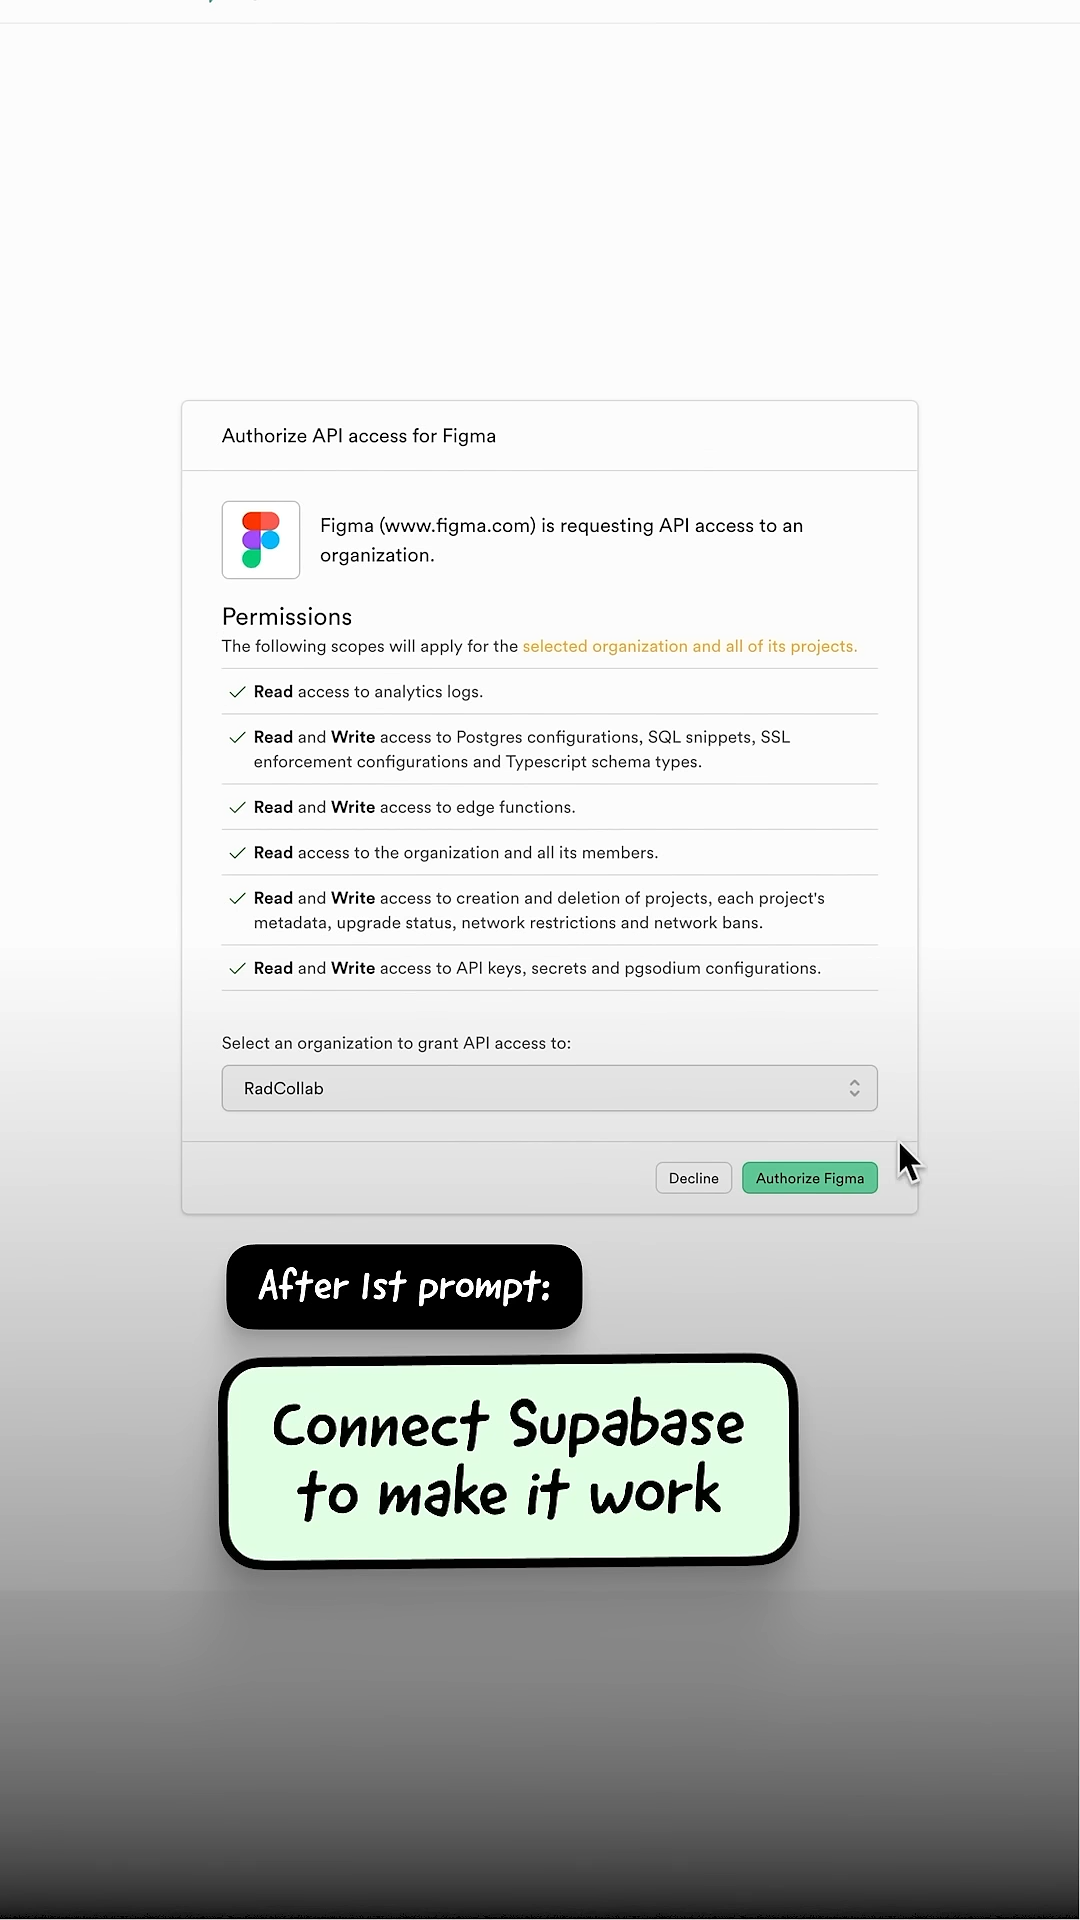 Authorize API access for Figma
Figma (www.figma.com) is requesting API access to an
organization.
Permissions
The following scopes will apply for the selected organization and all of its projects.
Read access to analytics logs.
Read and Write access to Postgres configurations, SQL snippets, SSL
enforcement configurations and Typescript schema types.
Read and Write access to edge functions.
Read access to the organization and all its members.
Read and Write access to creation and deletion of projects, each project's
metadata, upgrade status, network restrictions and network bans.
Read and Write access to API keys, secrets and pgsodium configurations.
Select an organization to grant API access to:
RadCollab
Decline Authorize Figma
After 1st prompt:
Connect Supabase
to make it work